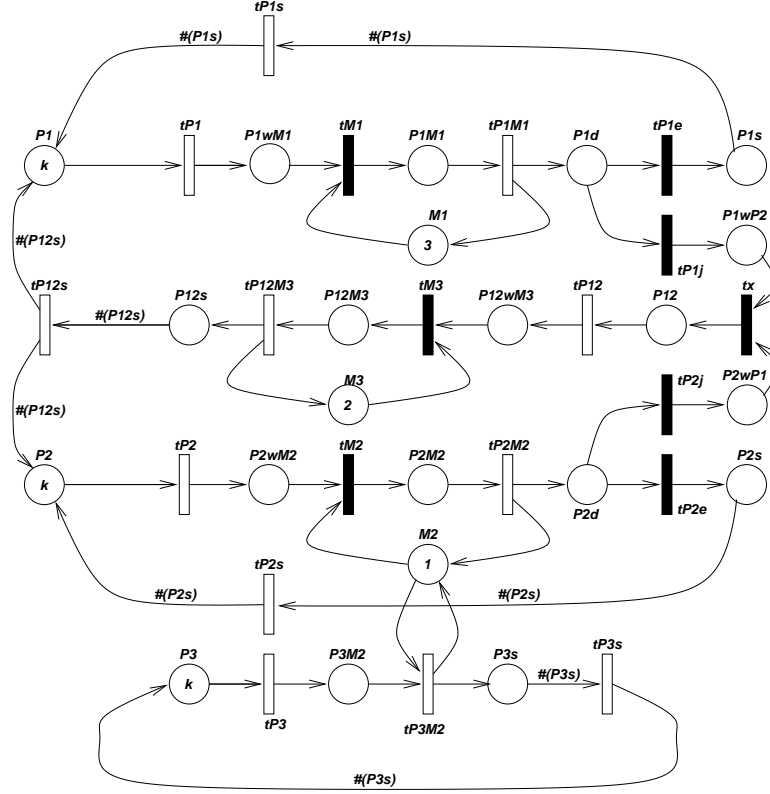 tP1s
#(P1s) #(P1s)
P1 tP1 P1wM1 tM1 P1M1 tP1M1 P1d tP1e P1s
k
M1 P1wP2
3
#(P12s)
tP1j
tP12s P12s tP12M3 P12M3 tM3 P12wM3 tP12 P12 tx
#(P12s)
M3 tP2j P2wP1
2
#(P12s)
P2 tP2 P2wM2 tM2 P2M2 tP2M2 P2s
k
P2d tP2e
M2
1
tP2s
#(P2s) #(P2s)
P3 P3M2 P3s tP3s
#(P3s)
k
tP3 tP3M2
#(P3s)